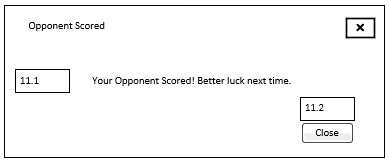 Opponent Scored
x
11.1
Your Opponent Scored! Better luck next time.
11.2
Close